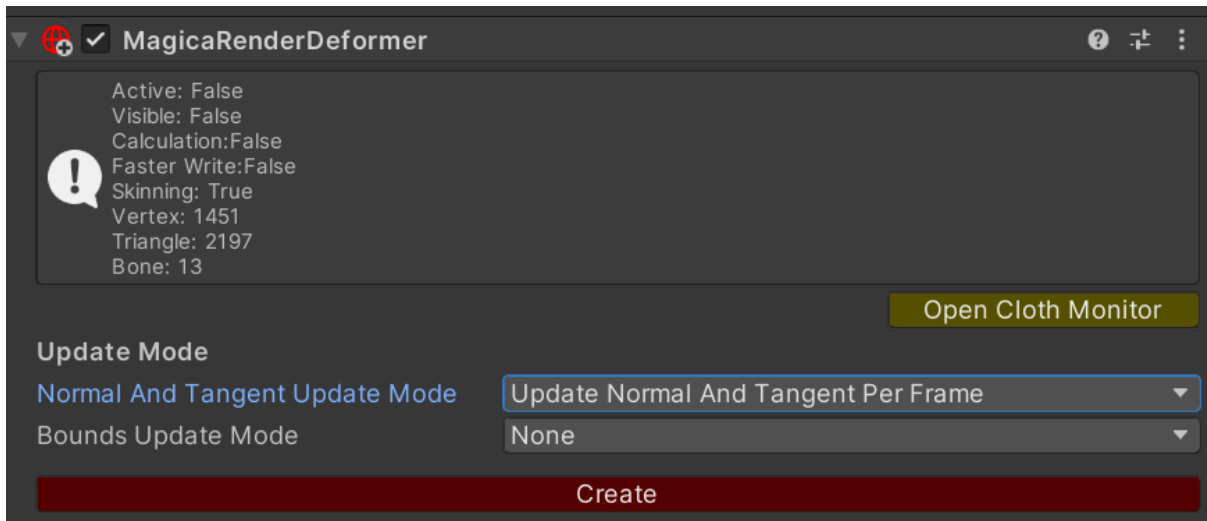 MagicaRenderDeformer
Active: False
Visible: False
Calculation:False
Faster Write:False
Skinning: True
Vertex: 1451
Triangle: 2197
Bone: 13
Open Cloth Monitor
Update Mode
Normal And Tangent Update Mode Update Normal And Tangent Per Frame
Bounds Update Mode None
Create